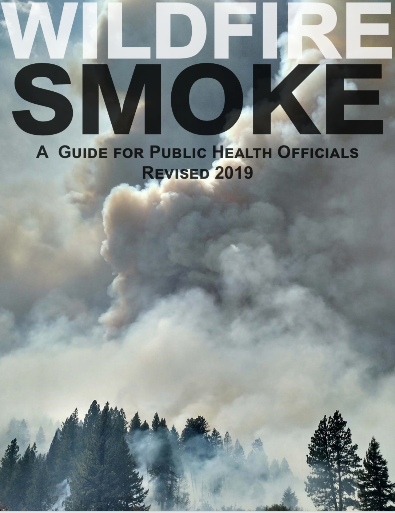 WILDFIRE
SMOKE
A Guide for Public Health Officials
Revised 2019